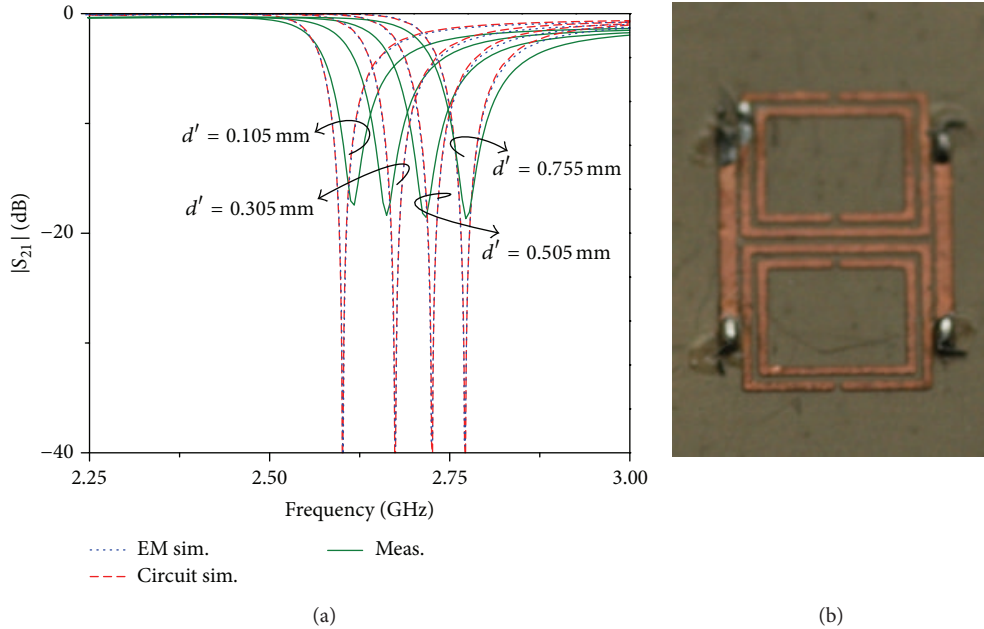 0
−20
−40
|S21| (dB)
d′ = 0.105 mm
d′ = 0.305 mm
d′ = 0.755 mm
d′ = 0.505 mm
2.25
2.50
2.75
3.00
Frequency (GHz)
EM sim.
Circuit sim.
Meas.
(a)
(b)